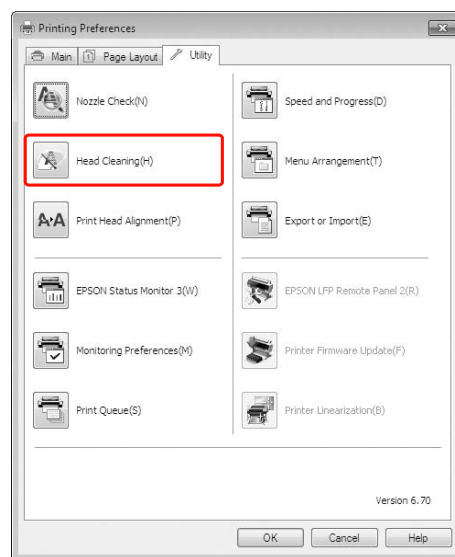 Printing Preferences
Main
Page Layout
Utility
Nozzle Check(N)
Speed and Progress(D)
Head Cleaning(H)
Menu Arrangement(T)
Print Head Alignment(P)
Export or Import(E)
EPSON Status Monitor 3(W)
EPSON LFP Remote Panel 2(R)
Monitoring Preferences(M)
Printer Firmware Update(F)
Print Queue(S)
Printer Linearization(B)
Version 6.70
OK
Cancel
Help